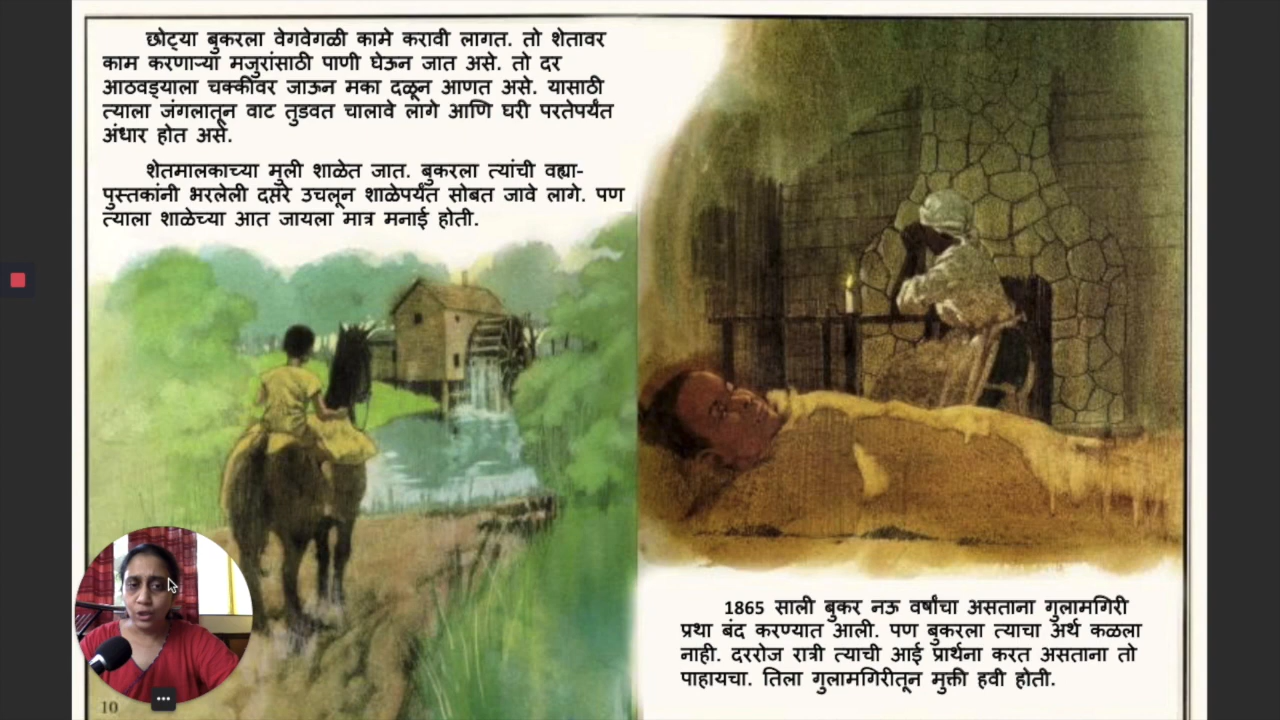 छोट्या बुकरला वेगवेगळी कामे करावी लागत. तो शेतावर
काम करणाऱ्या मजुरांसाठी पाणी घेऊन जात असे. तो दर
आठवड्याला चक्कीवर जाऊन मका दळून आणत असे. यासाठी
त्याला जंगलातून वाट तुडवत चालावे लागे आणि घरी परतेपर्यंत
अंधार होत असे.
शेतमालकाच्या मुली शाळेत जात. बुकरला त्यांची वह्या-
पुस्तकांनी भरलेली दप्तरे उचलून शाळेपर्यंत सोबत जावे लागे. पण
त्याला शाळेच्या आत जायला मात्र मनाई होती.
10
1865 साली बुकर नऊ वर्षांचा असताना गुलामगिरी
प्रथा बंद करण्यात आली. पण बुकरला त्याचा अर्थ कळला
नाही. दररोज रात्री त्याची आई प्रार्थना करत असताना तो
पाहायचा. तिला गुलामगिरीतून मुक्ती हवी होती.